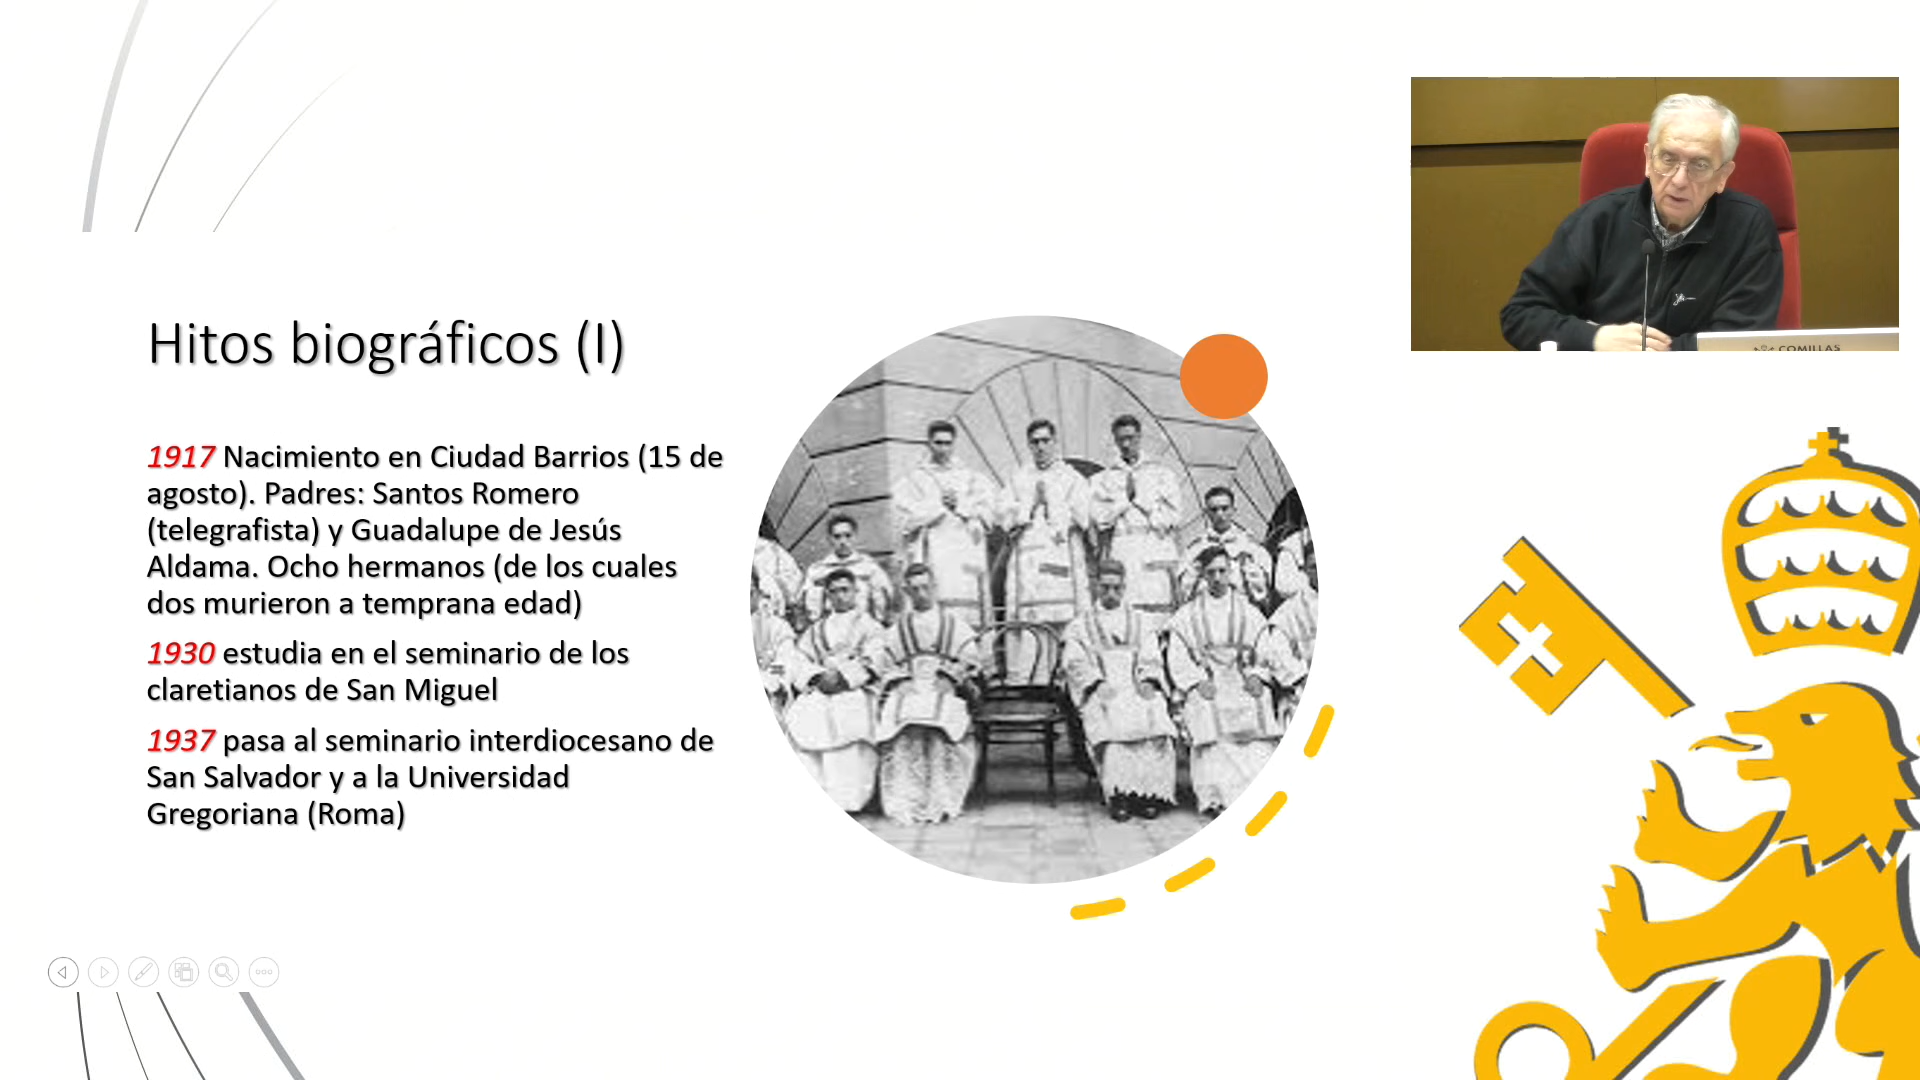 Hitos biográficos (I)
1917 Nacimiento en Ciudad Barrios (15 de
agosto). Padres: Santos Romero
(telegrafista) y Guadalupe de Jesús
Aldama. Ocho hermanos (de los cuales
dos murieron a temprana edad)
1930 estudia en el seminario de los
claretianos de San Miguel
1937 pasa al seminario interdiocesano de
San Salvador y a la Universidad
Gregoriana (Roma)
COMILLAS